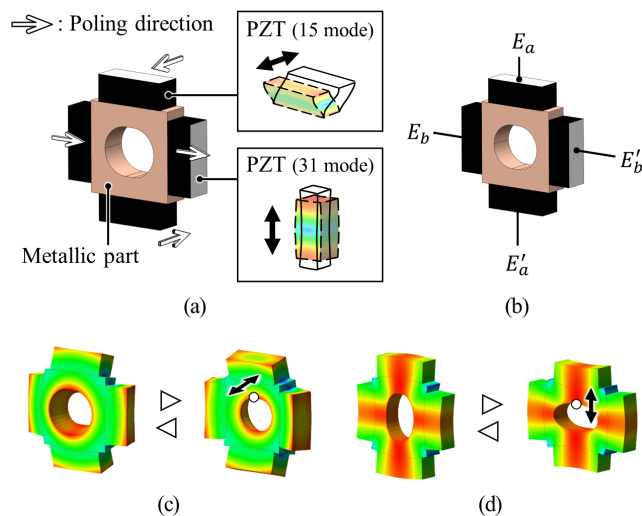 : Poling direction
PZT (15 mode)
PZT (31 mode)
Metallic part
(a)
E_a
E_b
E'_b
E'_a
(b)
(c)
(d)